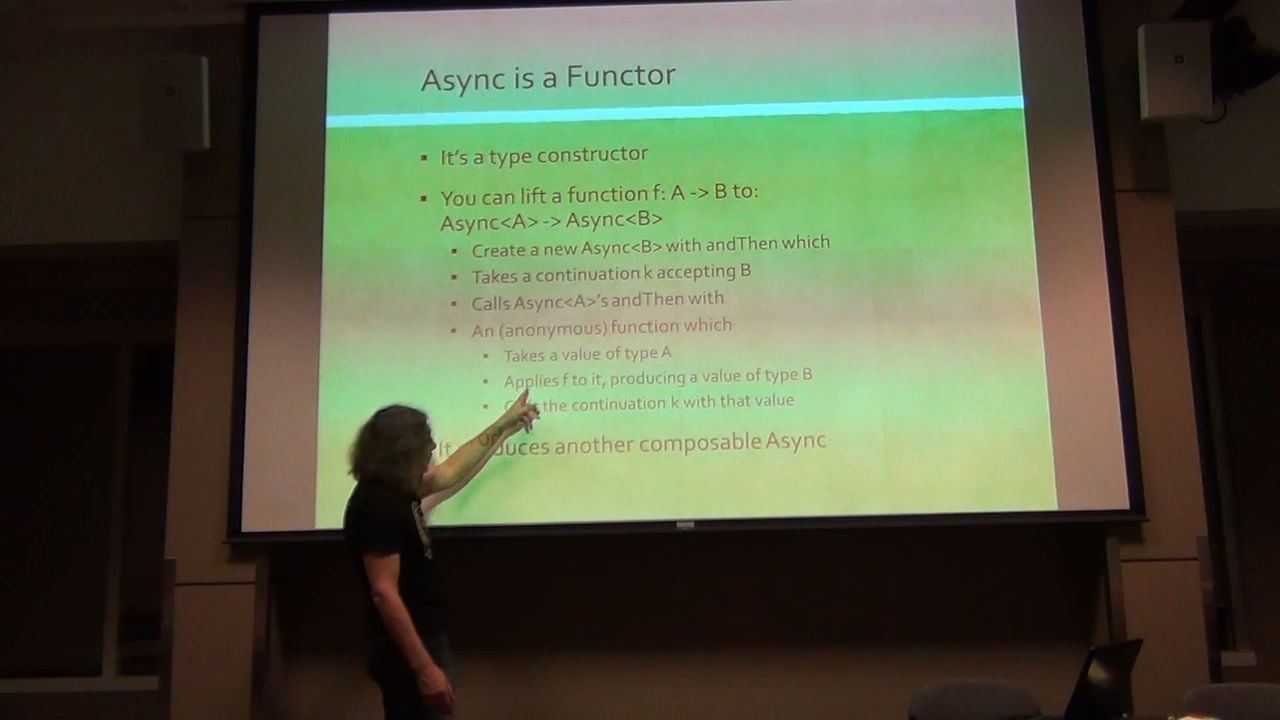 Async is a Functor
It's a type constructor
You can lift a function f: A -> B to:
Async<A> -> Async<B>
Create a new Async<B> with andThen which
Takes a continuation k accepting B
Calls Async<A>'s andThen with
An (anonymous) function which
Takes a value of type A
Applies f to it, producing a value of type B
the continuation k with that value
It another composable Async